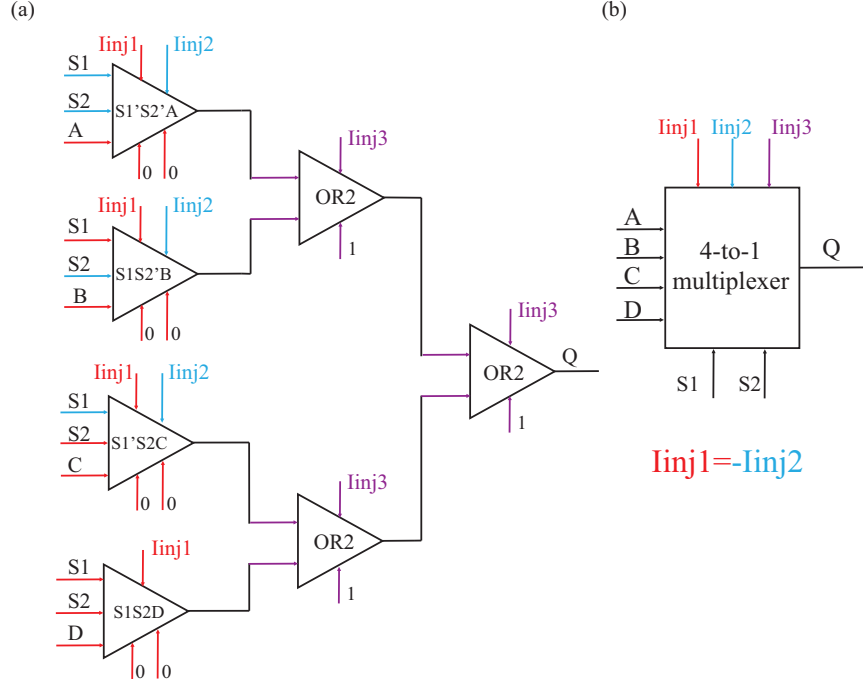 (a)
Iinj1 Iinj2
S1
S2
A
S1'S2'A
0 0
Iinj1 Iinj2
S1
S2
B
S1S2'B
0 0
Iinj3
OR2
1
Iinj1 Iinj2
S1
S2
C
S1'S2C
0 0
Iinj1
S1
S2
D
S1S2D
0 0
Iinj3
OR2
1
Iinj3
OR2
Q
1
(b)
Iinj1 Iinj2 Iinj3
A
B
C
D
4-to-1
multiplexer
Q
S1 S2
Iinj1=-Iinj2